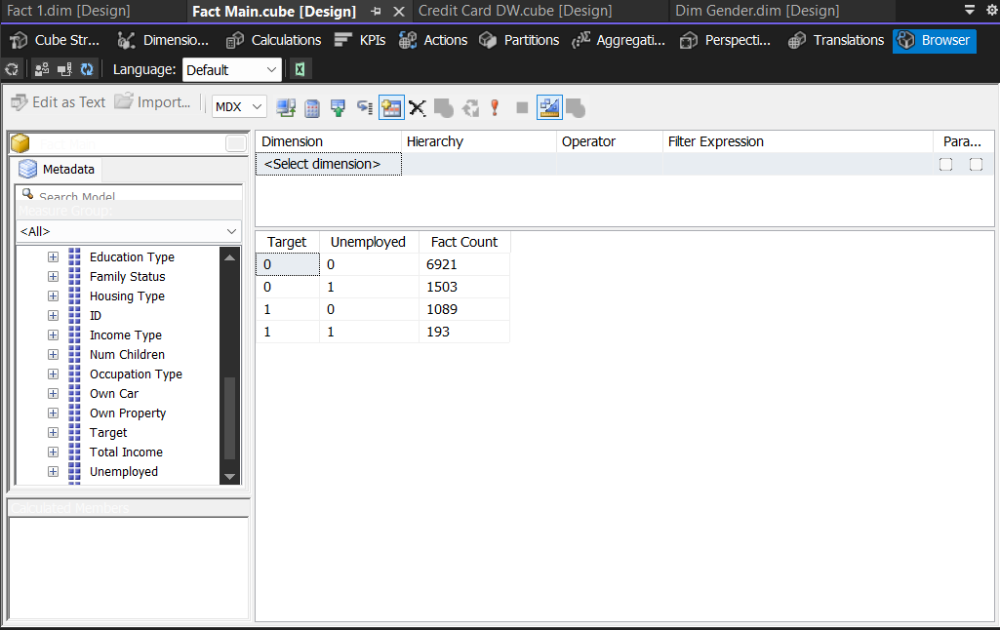 Fact 1.dim [Design] Fact Main.cube [Design] Credit Card DW.cube [Design] Dim Gender.dim [Design]
Cube Str... Dimensio... Calculations KPIs Actions Partitions Aggregati... Perspecti... Translations Browser
Language: Default
Edit as Text Import... MDX
Fact Main
Metadata
Search Model
Measure Group:
<All>
Education Type
Family Status
Housing Type
ID
Income Type
Num Children
Occupation Type
Own Car
Own Property
Target
Total Income
Unemployed
Calculated Members
Dimension Hierarchy Operator Filter Expression Para...
<Select dimension>
Target Unemployed Fact Count
0 0 6921
0 1 1503
1 0 1089
1 1 193